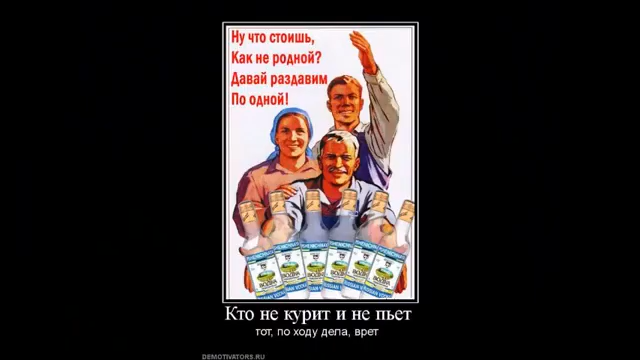 Ну что стоишь,
Как не родной?
Давай раздавим
По одной!
Кто не курит и не пьет
тот, по ходу дела, врет
DEMOTIVATORS.RU